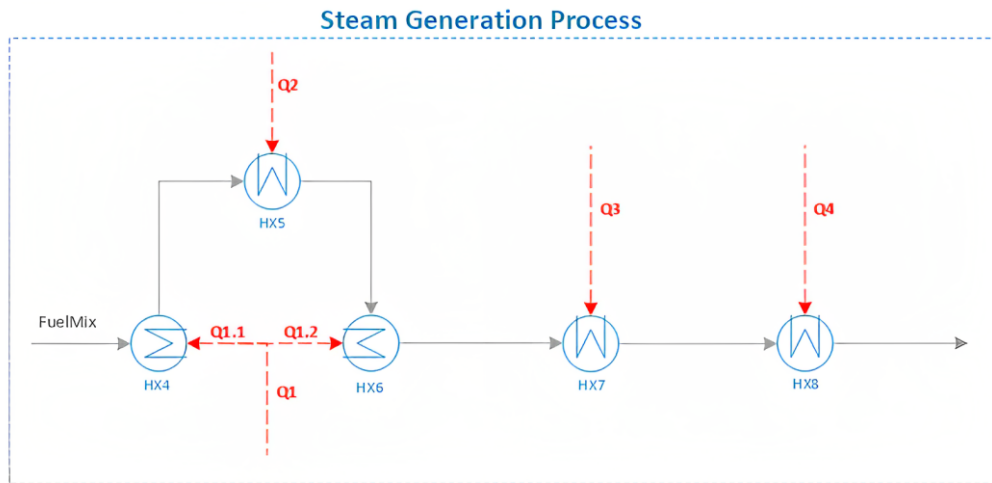 Steam Generation Process
Q2
HX5
Q3
Q4
FuelMix
Q1.1
Q1.2
HX4
HX6
HX7
HX8
Q1